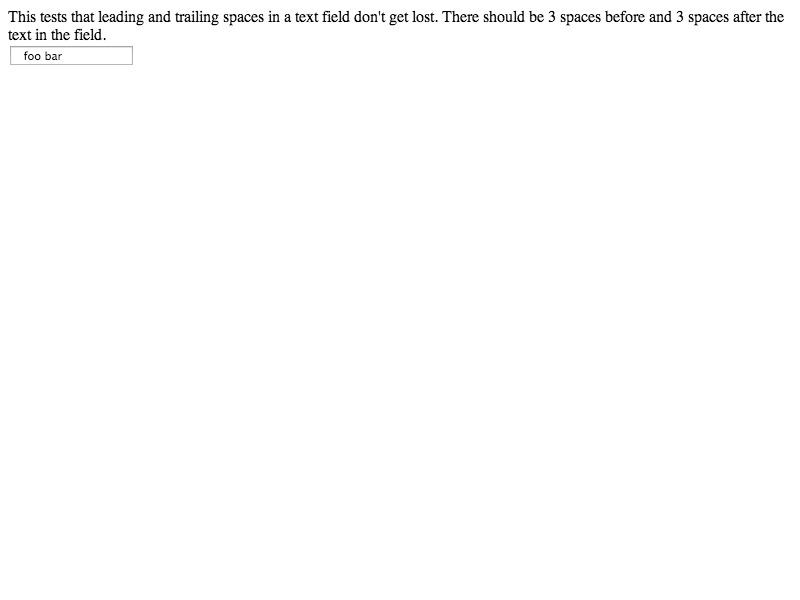 This tests that leading and trailing spaces in a text field don't get lost. There should be 3 spaces before and 3 spaces after the
text in the field.
   foo bar